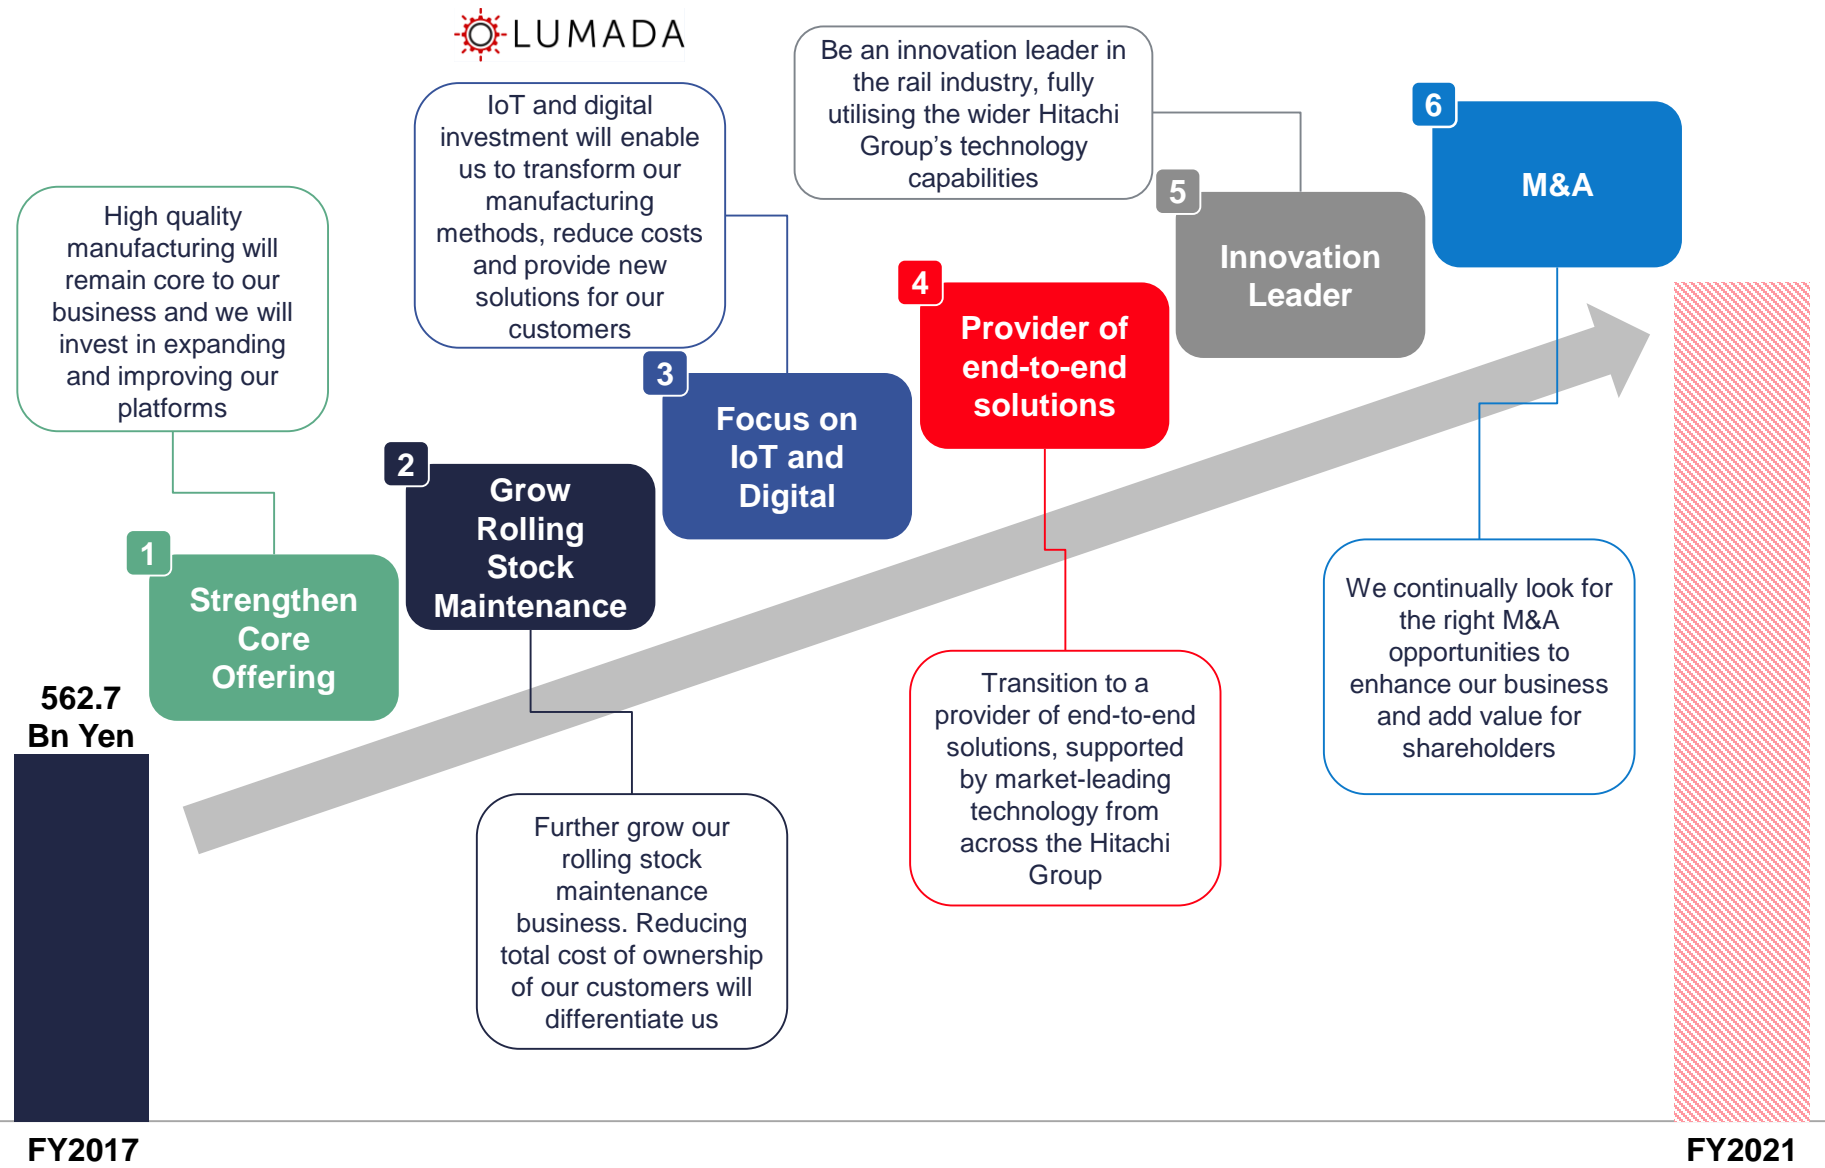 LUMADA
High quality
manufacturing will
remain core to our
business and we will
invest in expanding
and improving our
platforms
1
Strengthen
Core
Offering
2
Grow
Rolling
Stock
Maintenance
Further grow our
rolling stock
maintenance
business. Reducing
total cost of ownership
of our customers will
differentiate us
IoT and digital
investment will enable
us to transform our
manufacturing
methods, reduce costs
and provide new
solutions for our
customers
3
Focus on
IoT and
Digital
4
Provider of
end-to-end
solutions
Transition to a
provider of end-to-end
solutions, supported
by market-leading
technology from
across the Hitachi
Group
Be an innovation leader in
the rail industry, fully
utilising the wider Hitachi
Group's technology
capabilities
5
Innovation
Leader
6
M&A
We continually look for
the right M&A
opportunities to
enhance our business
and add value for
shareholders
562.7
Bn Yen
FY2017
FY2021